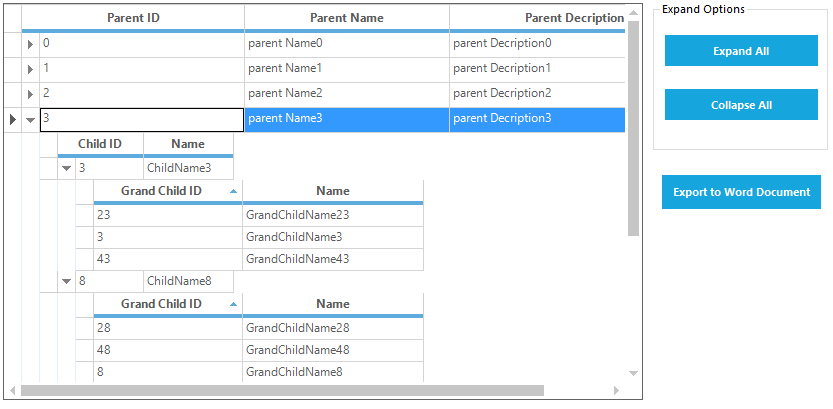 Parent ID Parent Name Parent Decription
0 parent Name0 parent Decription0
1 parent Name1 parent Decription1
2 parent Name2 parent Decription2
3 parent Name3 parent Decription3
Child ID Name
3 ChildName3
Grand Child ID Name
23 GrandChildName23
3 GrandChildName3
43 GrandChildName43
8 ChildName8
Grand Child ID Name
28 GrandChildName28
48 GrandChildName48
8 GrandChildName8
Expand Options
Expand All
Collapse All
Export to Word Document